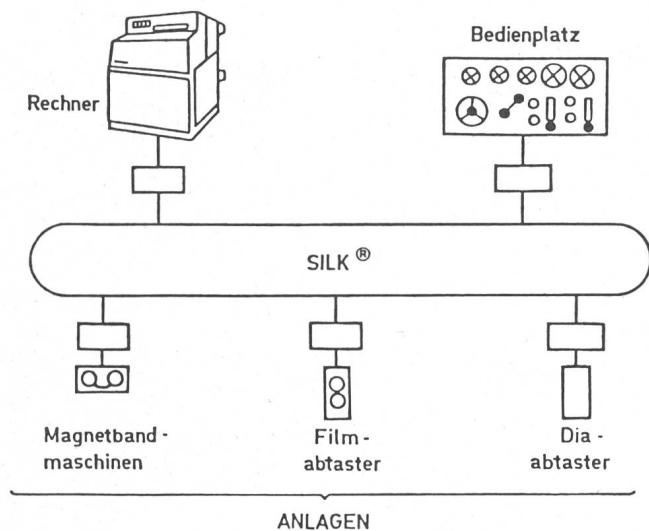 Bedienplatz
Rechner
SILK ®
Magnetband-
maschinen
Film-
abtaster
Dia-
abtaster
ANLAGEN